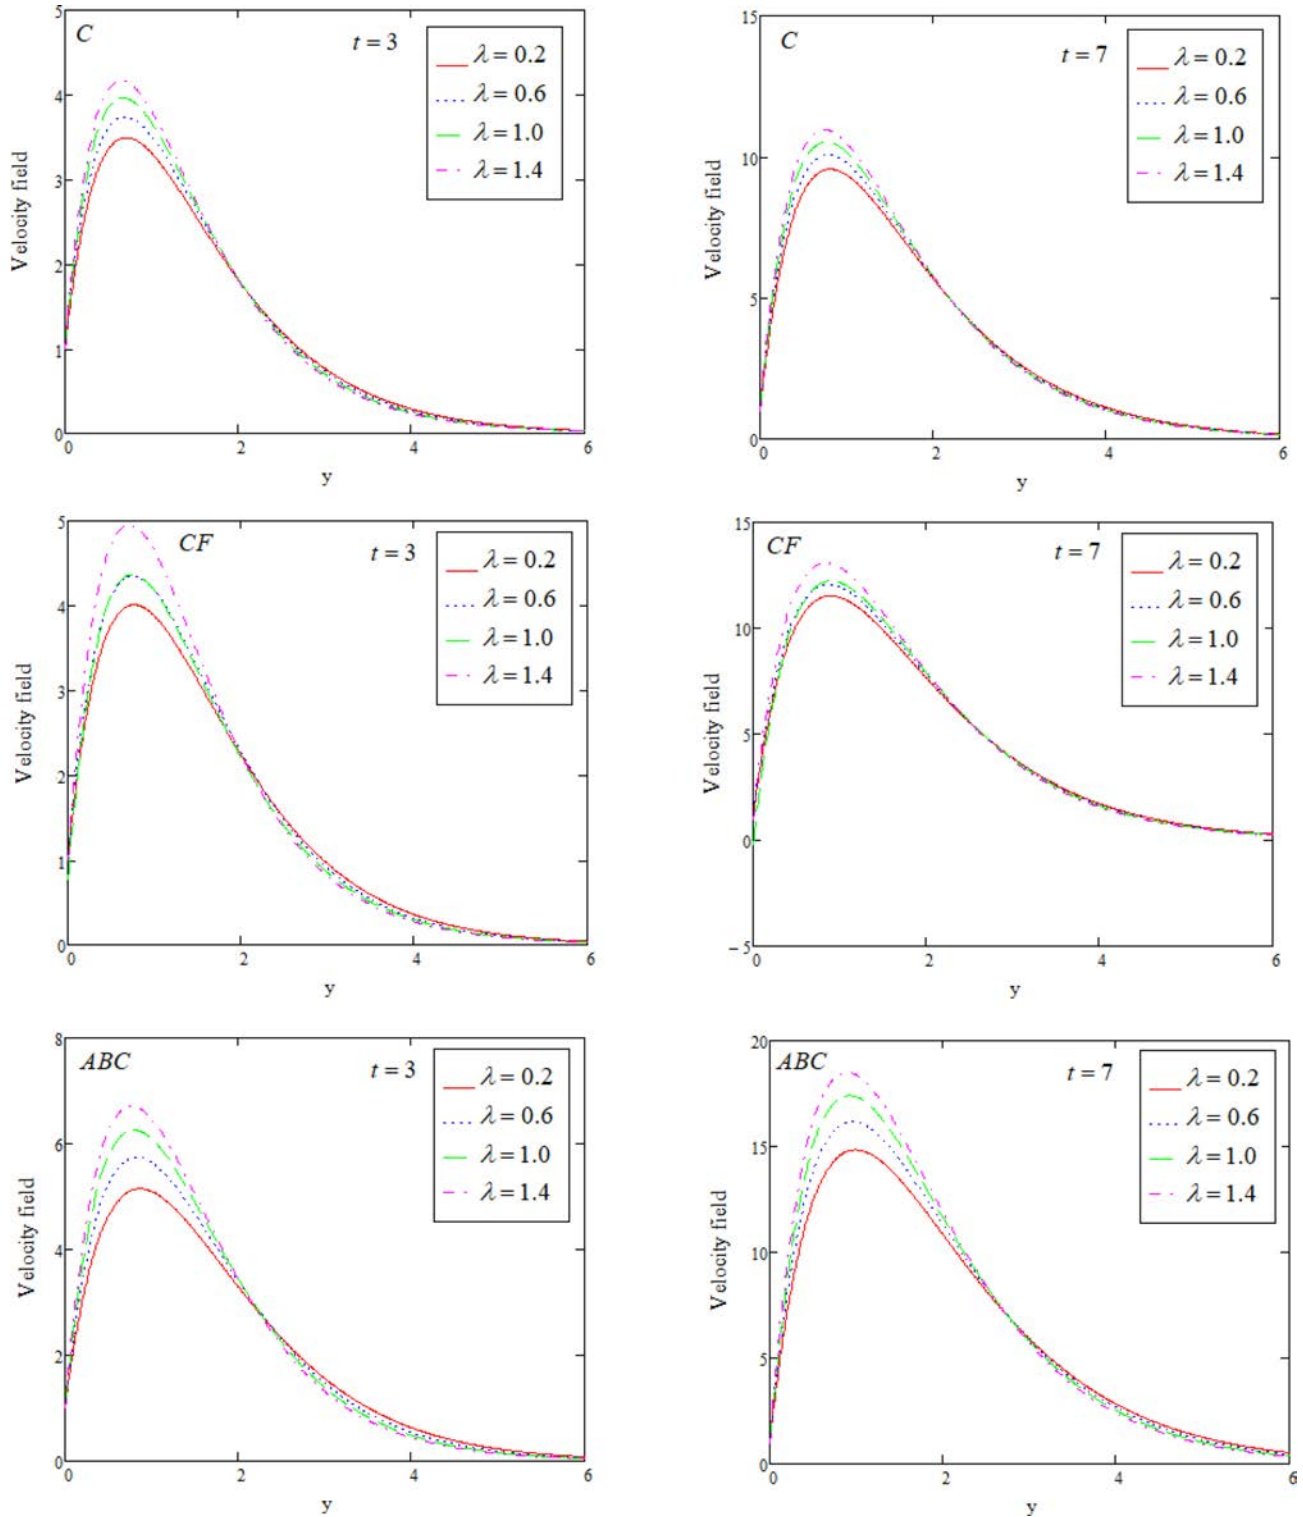 C
t = 3
λ = 0.2
λ = 0.6
λ = 1.0
λ = 1.4
5
4
3
2
1
0
Velocity field
0 2 4 6
y
C
t = 7
λ = 0.2
λ = 0.6
λ = 1.0
λ = 1.4
15
10
5
0
Velocity field
0 2 4 6
y
CF
t = 3
λ = 0.2
λ = 0.6
λ = 1.0
λ = 1.4
5
4
3
2
1
0
Velocity field
0 2 4 6
y
CF
t = 7
λ = 0.2
λ = 0.6
λ = 1.0
λ = 1.4
15
10
5
0
−5
Velocity field
0 2 4 6
y
ABC
t = 3
λ = 0.2
λ = 0.6
λ = 1.0
λ = 1.4
8
6
4
2
0
Velocity field
0 2 4 6
y
ABC
t = 7
λ = 0.2
λ = 0.6
λ = 1.0
λ = 1.4
20
15
10
5
0
Velocity field
0 2 4 6
y